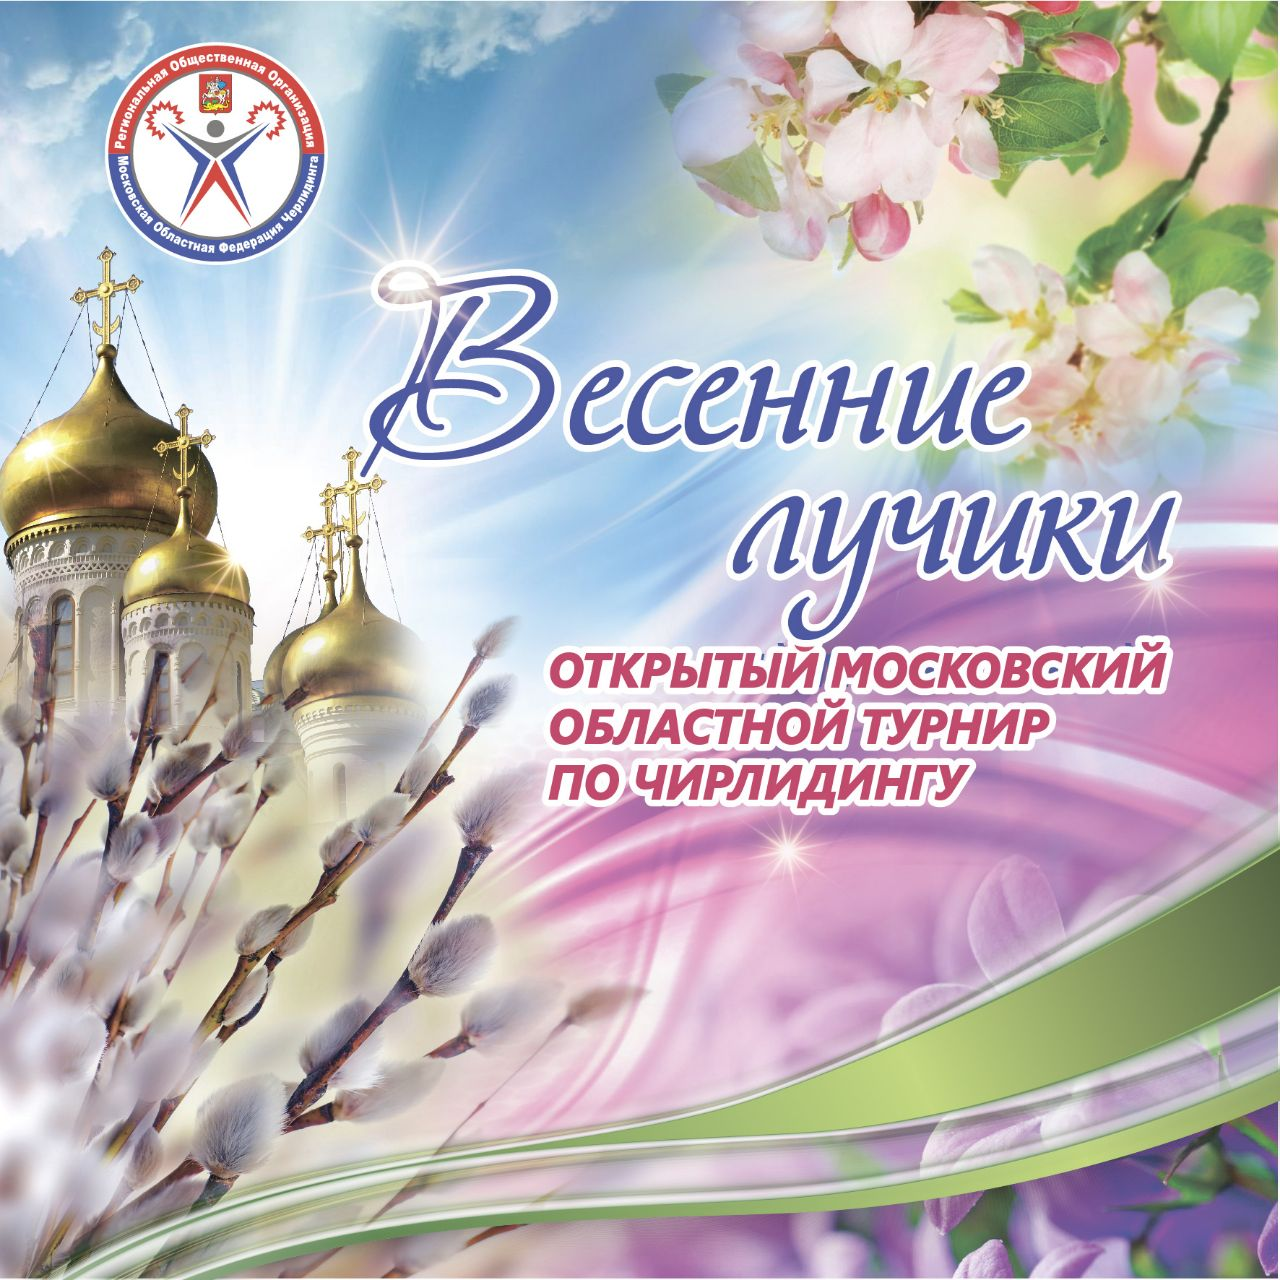 Региональная Общественная Организация
Московская Областная Федерация Черлидинга
Весенние
лучики
ОТКРЫТЫЙ МОСКОВСКИЙ
ОБЛАСТНОЙ ТУРНИР
ПО ЧИРЛИДИНГУ